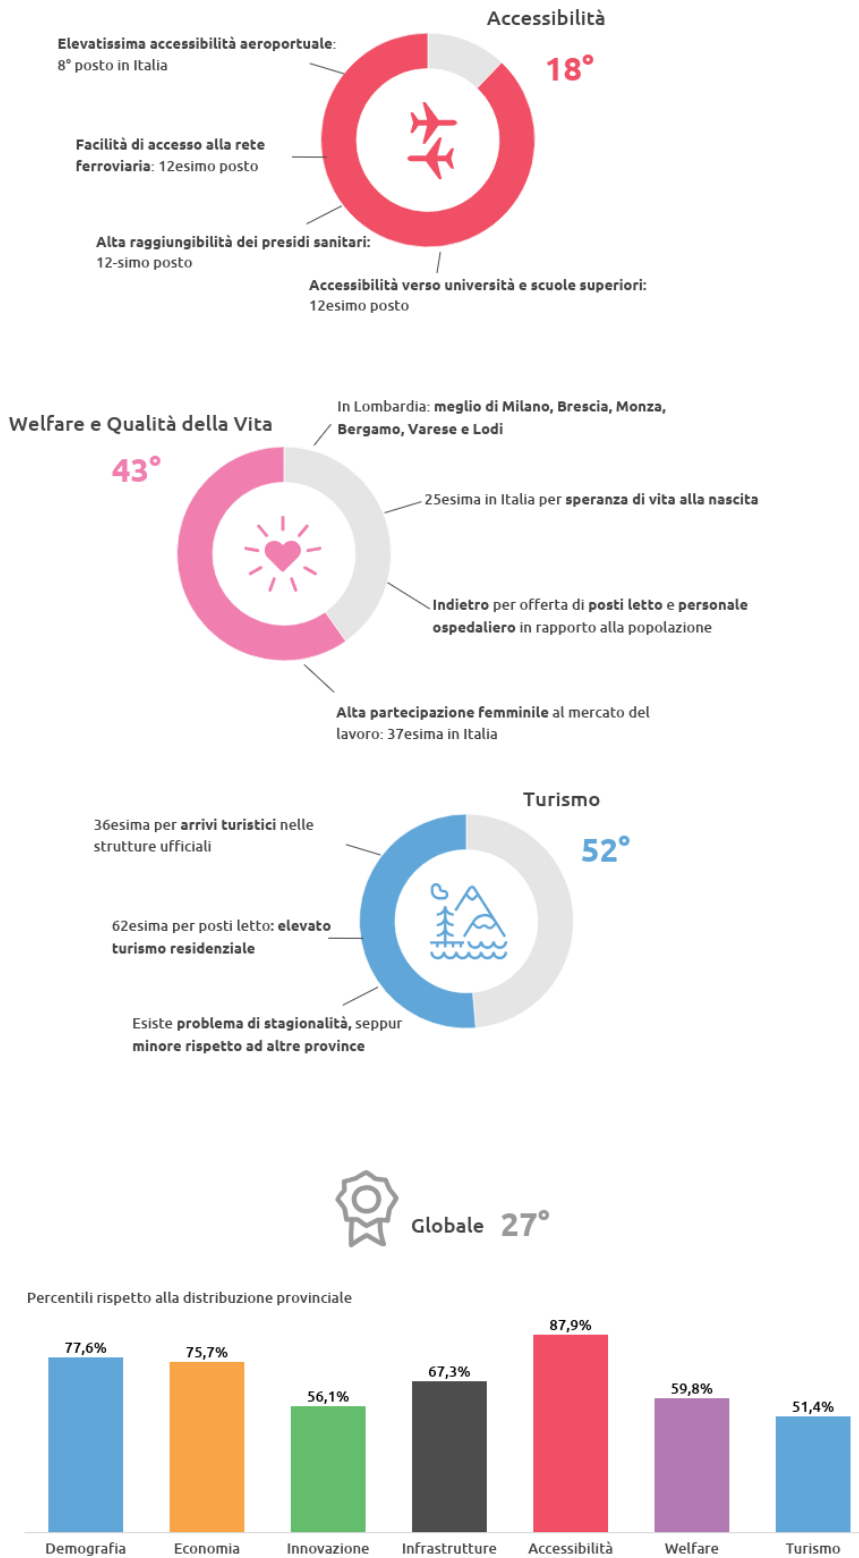 Accessibilità
18°
Elevatissima accessibilità aeroportuale:
8° posto in Italia
Facilità di accesso alla rete
ferroviaria: 12esimo posto
Alta raggiungibilità dei presidi sanitari:
12-simo posto
Accessibilità verso università e scuole superiori:
12esimo posto
Welfare e Qualità della Vita
43°
In Lombardia: meglio di Milano, Brescia, Monza,
Bergamo, Varese e Lodi
25esima in Italia per speranza di vita alla nascita
Indietro per offerta di posti letto e personale
ospedaliero in rapporto alla popolazione
Alta partecipazione femminile al mercato del
lavoro: 37esima in Italia
Turismo
52°
36esima per arrivi turistici nelle
strutture ufficiali
62esima per posti letto: elevato
turismo residenziale
Esiste problema di stagionalità, seppur
minore rispetto ad altre province
Globale 27°
Percentili rispetto alla distribuzione provinciale
77,6%
75,7%
56,1%
67,3%
87,9%
59,8%
51,4%
Demografia
Economia
Innovazione
Infrastrutture
Accessibilità
Welfare
Turismo